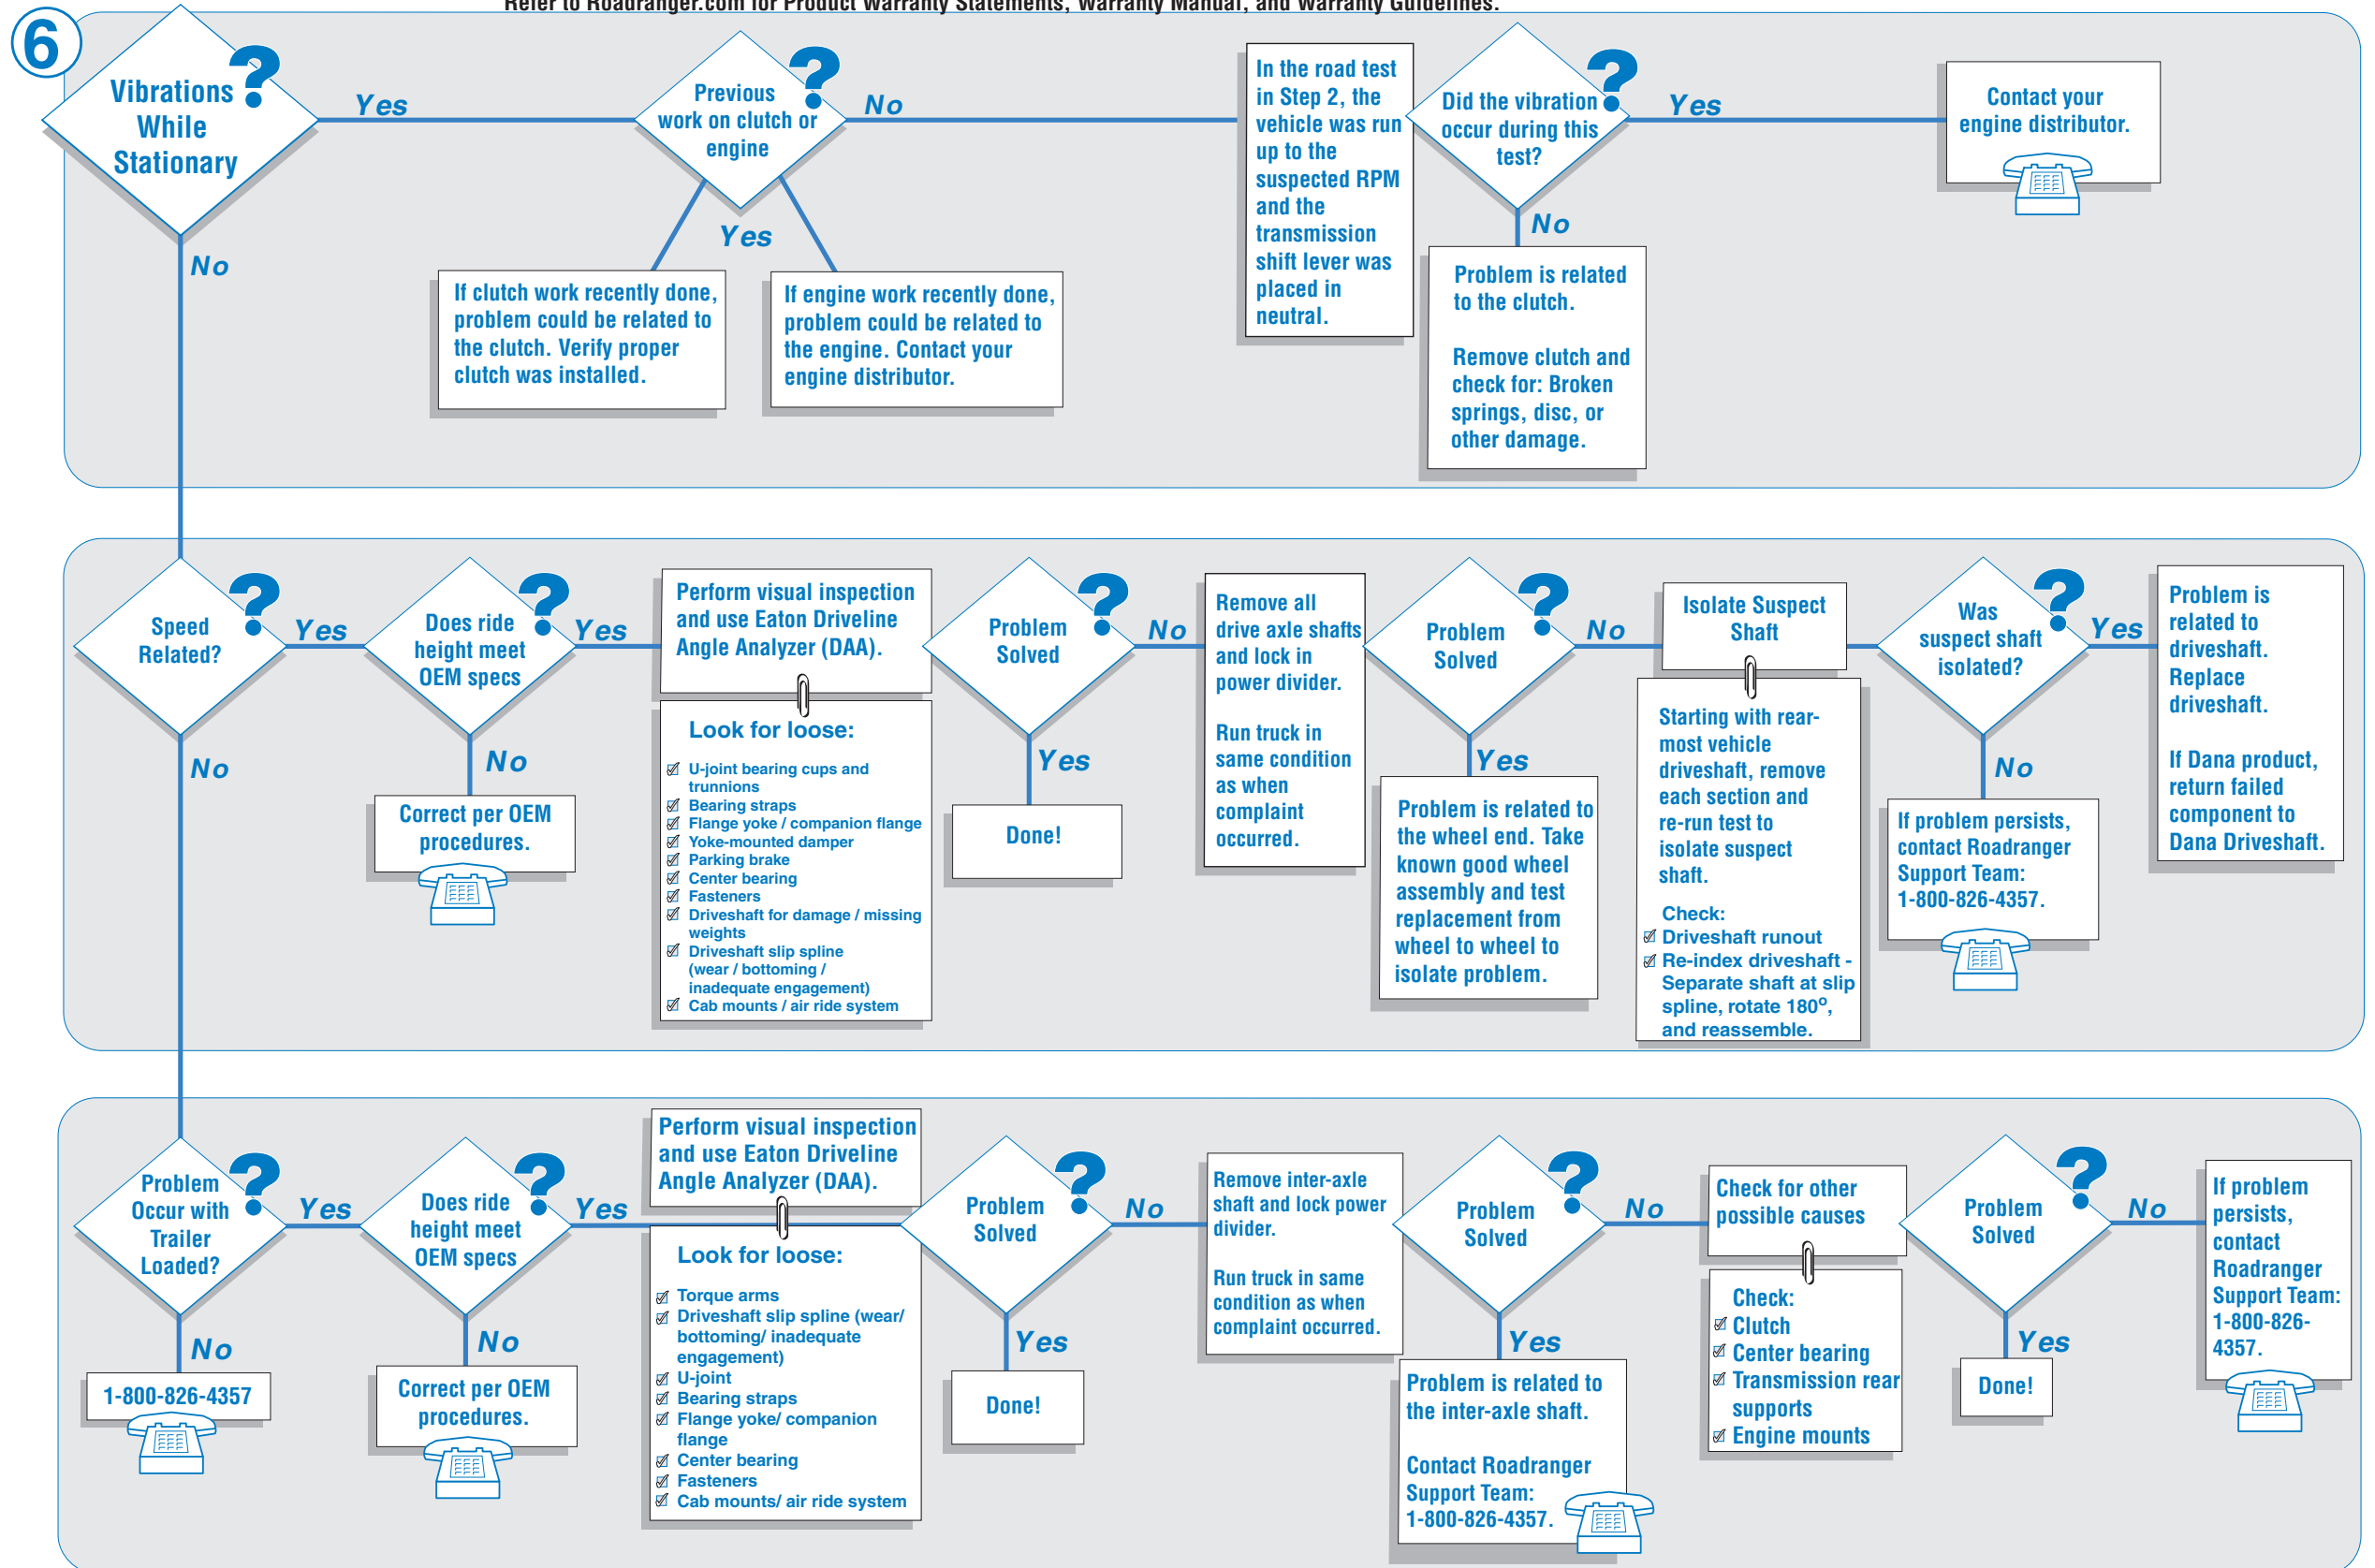 Refer to Roadranger.com for Product Warranty Statements, Warranty Manual, and Warranty Guidelines.
6
?
Vibrations
While
Stationary
Yes
No
?
Previous
work on clutch or
engine
No
Yes
If clutch work recently done,
problem could be related to
the clutch. Verify proper
clutch was installed.
If engine work recently done,
problem could be related to
the engine. Contact your
engine distributor.
In the road test
in Step 2, the
vehicle was run
up to the
suspected RPM
and the
transmission
shift lever was
placed in
neutral.
?
Did the vibration
occur during this
test?
Yes
No
Problem is related
to the clutch.
Remove clutch and
check for: Broken
springs, disc, or
other damage.
Contact your
engine distributor.
?
Speed
Related?
Yes
No
?
Does ride
height meet
OEM specs
Yes
No
Correct per OEM
procedures.
Perform visual inspection
and use Eaton Driveline
Angle Analyzer (DAA).
Look for loose:
U-joint bearing cups and
trunnions
Bearing straps
Flange yoke / companion flange
Yoke-mounted damper
Parking brake
Center bearing
Fasteners
Driveshaft for damage / missing
weights
Driveshaft slip spline
(wear / bottoming /
inadequate engagement)
Cab mounts / air ride system
?
Problem
Solved
No
Yes
Done!
Remove all
drive axle shafts
and lock in
power divider.
Run truck in
same condition
as when
complaint
occurred.
?
Problem
Solved
No
Yes
Problem is related to
the wheel end. Take
known good wheel
assembly and test
replacement from
wheel to wheel to
isolate problem.
Isolate Suspect
Shaft
Starting with rear-
most vehicle
driveshaft, remove
each section and
re-run test to
isolate suspect
shaft.
Check:
Driveshaft runout
Re-index driveshaft -
Separate shaft at slip
spline, rotate 180º,
and reassemble.
?
Was
suspect shaft
isolated?
Yes
No
If problem persists,
contact Roadranger
Support Team:
1-800-826-4357.
Problem is
related to
driveshaft.
Replace
driveshaft.
If Dana product,
return failed
component to
Dana Driveshaft.
?
Problem
Occur with
Trailer
Loaded?
Yes
No
1-800-826-4357
?
Does ride
height meet
OEM specs
Yes
No
Correct per OEM
procedures.
Perform visual inspection
and use Eaton Driveline
Angle Analyzer (DAA).
Look for loose:
Torque arms
Driveshaft slip spline (wear/
bottoming/ inadequate
engagement)
U-joint
Bearing straps
Flange yoke/ companion
flange
Center bearing
Fasteners
Cab mounts/ air ride system
?
Problem
Solved
No
Yes
Done!
Remove inter-axle
shaft and lock power
divider.
Run truck in same
condition as when
complaint occurred.
?
Problem
Solved
No
Yes
Problem is related to
the inter-axle shaft.
Contact Roadranger
Support Team:
1-800-826-4357.
Check for other
possible causes
Check:
Clutch
Center bearing
Transmission rear
supports
Engine mounts
?
Problem
Solved
No
Yes
Done!
If problem
persists,
contact
Roadranger
Support Team:
1-800-826-
4357.